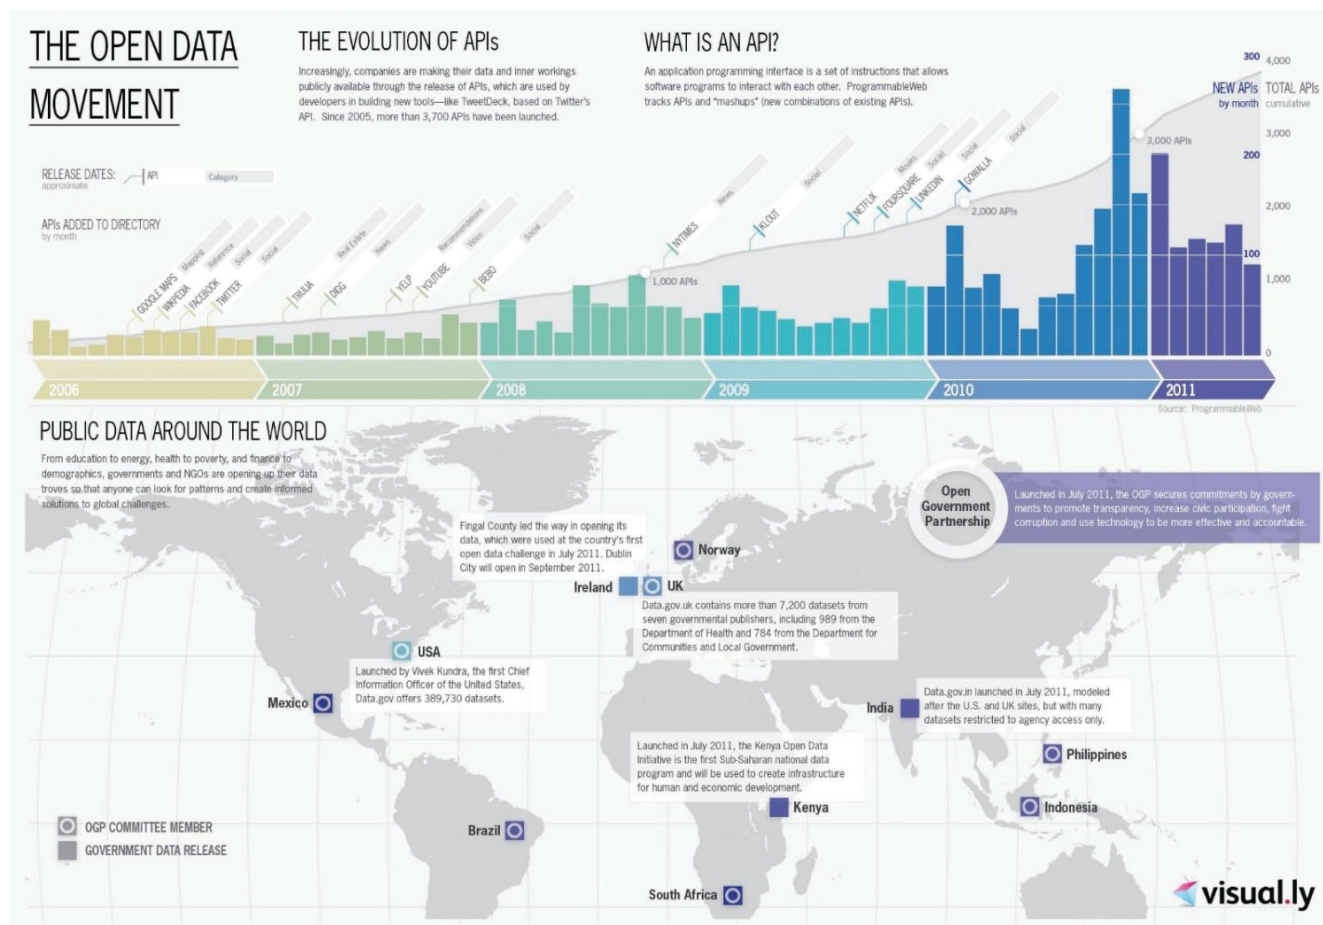 THE OPEN DATA
MOVEMENT
THE EVOLUTION OF APIs
Increasingly, companies are making their data and inner workings
publicly available through the release of APIs, which are used by
developers in building new tools—like TweetDeck, based on Twitter's
API. Since 2005, more than 3,700 APIs have been launched.
WHAT IS AN API?
An application programming interface is a set of instructions that allows
software programs to interact with each other. ProgrammableWeb
tracks APIs and "mashups" (new combinations of existing APIs).
RELEASE DATES:
approximate
API
Category
APIs ADDED TO DIRECTORY
by month
GOOGLE MAPS Mapping
WIKIPEDIA Reference
FACEBOOK Social
TWITTER Social
TRULIA Real Estate
DIGG News
YELP Recommendations
YOUTUBE Video
BEBO Social
1,000 APIs
NYTIMES News
KLOUT Social
NETFLIX Movies
FOURSQUARE Social
LINKEDIN Social
GOWALLA Social
2,000 APIs
3,000 APIs
NEW APIs
by month
300
200
100
TOTAL APIs
cumulative
4,000
3,000
2,000
1,000
0
2006
2007
2008
2009
2010
2011
Source: ProgrammableWeb
PUBLIC DATA AROUND THE WORLD
From education to energy, health to poverty, and finance to
demographics, governments and NGOs are opening up their data
troves so that anyone can look for patterns and create informed
solutions to global challenges.
Open
Government
Partnership
Launched in July 2011, the OGP secures commitments by govern-
ments to promote transparency, increase civic participation, fight
corruption and use technology to be more effective and accountable.
Fingal County led the way in opening its
data, which were used at the country's first
open data challenge in July 2011. Dublin
City will open in September 2011.
Norway
Ireland
UK
Data.gov.uk contains more than 7,200 datasets from
seven governmental publishers, including 989 from the
Department of Health and 784 from the Department for
Communities and Local Government.
USA
Launched by Vivek Kundra, the first Chief
Information Officer of the United States,
Data.gov offers 389,730 datasets.
Mexico
India
Data.gov.in launched in July 2011, modeled
after the U.S. and UK sites, but with many
datasets restricted to agency access only.
Launched in July 2011, the Kenya Open Data
Initiative is the first Sub-Saharan national data
program and will be used to create infrastructure
for human and economic development.
Kenya
Philippines
Indonesia
Brazil
South Africa
OGP COMMITTEE MEMBER
GOVERNMENT DATA RELEASE
visual.ly